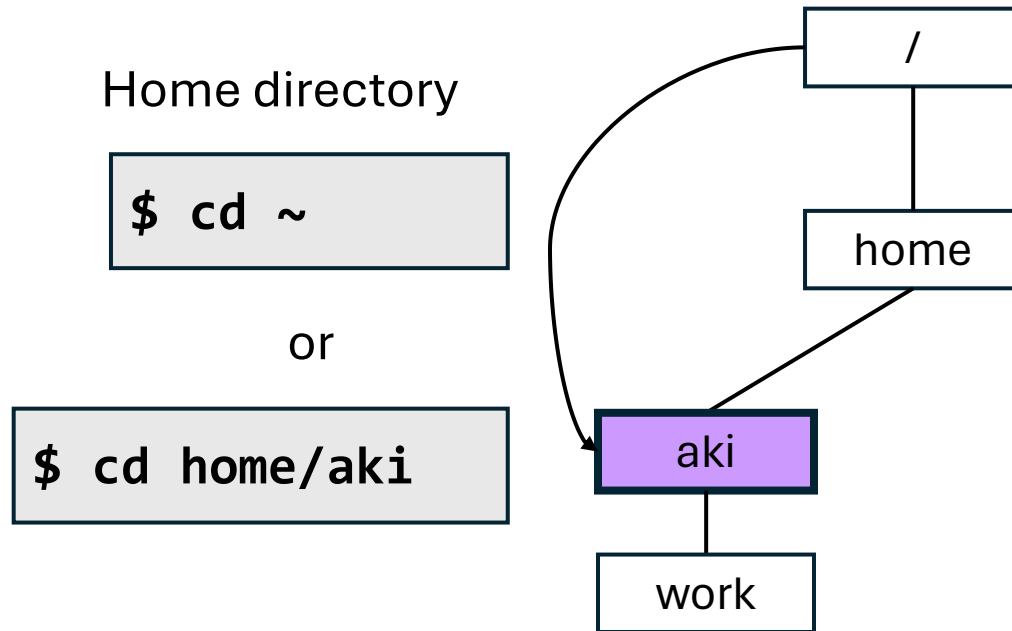 Home directory
$ cd ~
or
$ cd home/aki
/
home
aki
work